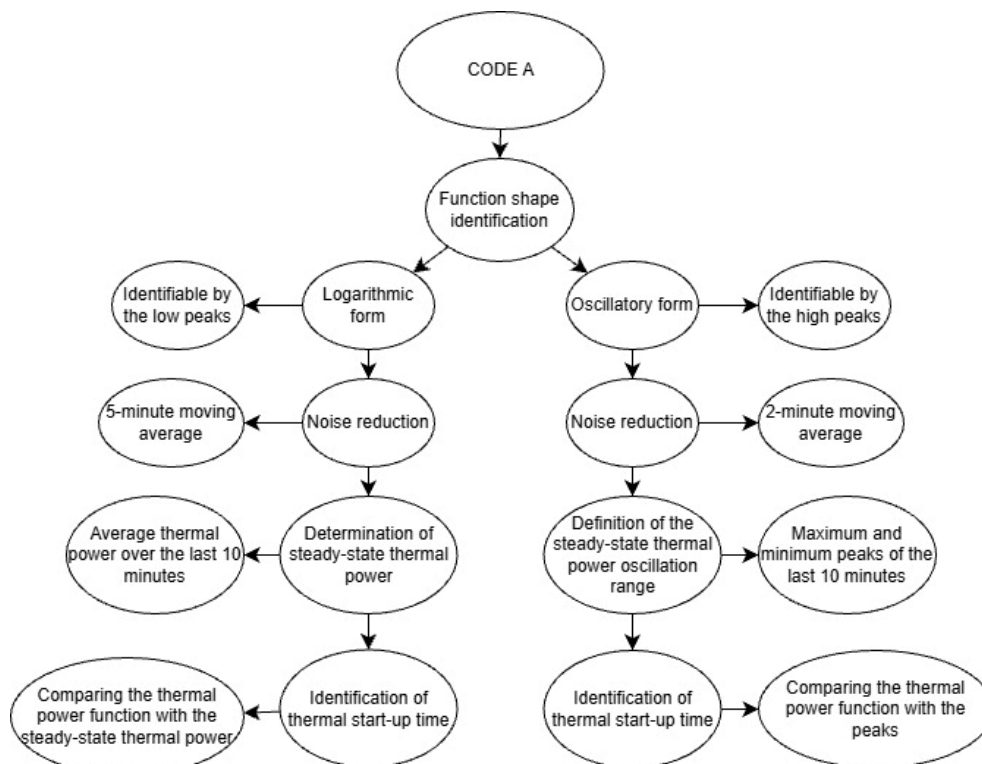 CODE A
Function shape
identification
Identifiable by
the low peaks
Logarithmic
form
Oscillatory form
Identifiable by
the high peaks
5-minute moving
average
Noise reduction
Noise reduction
2-minute moving
average
Average thermal
power over the last 10
minutes
Determination of
steady-state thermal
power
Definition of the
steady-state thermal
power oscillation
range
Maximum and
minimum peaks of the
last 10 minutes
Comparing the thermal
power function with the
steady-state thermal power
Identification of
thermal start-up time
Identification of
thermal start-up time
Comparing the thermal
power function with the
peaks